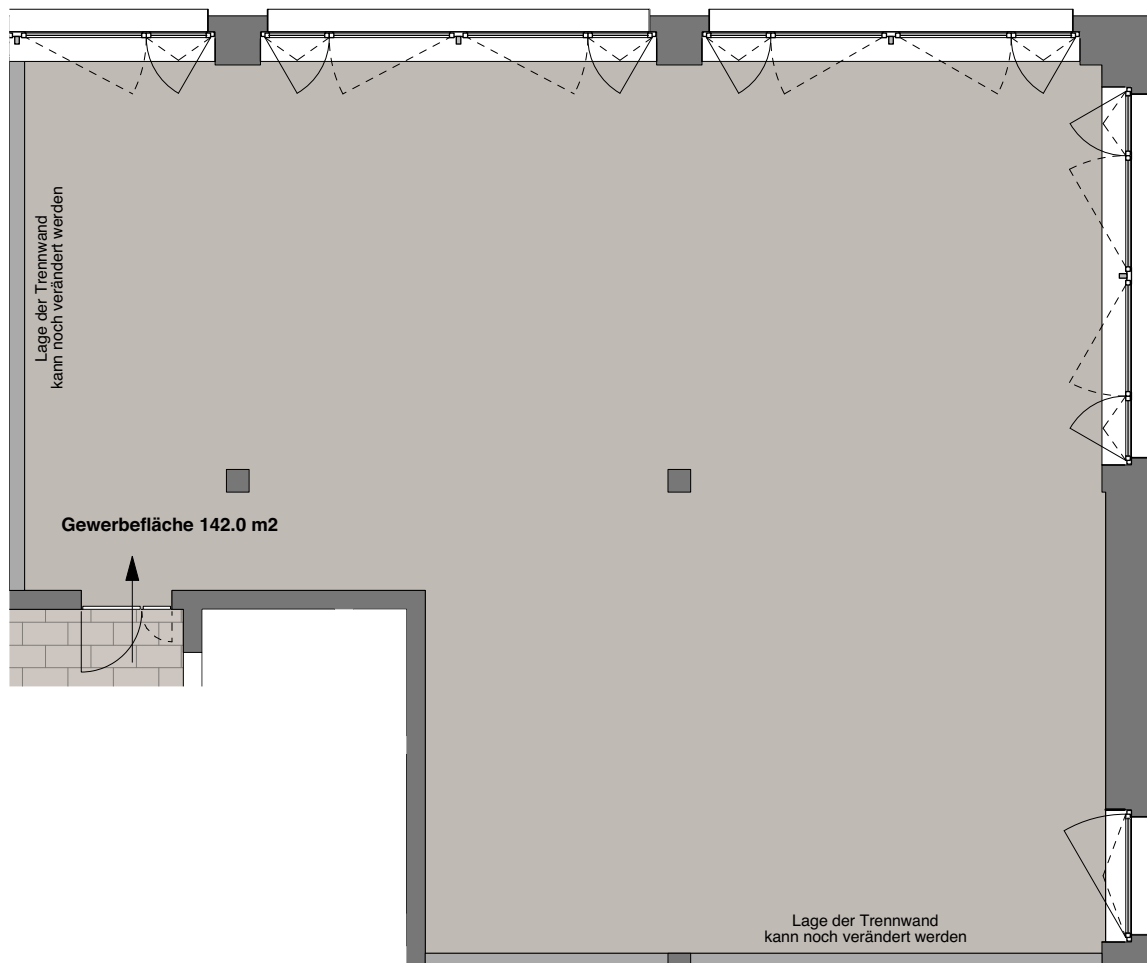 Lage der Trennwand
kann noch verändert werden
Gewerbefläche 142.0 m2
Lage der Trennwand
kann noch verändert werden